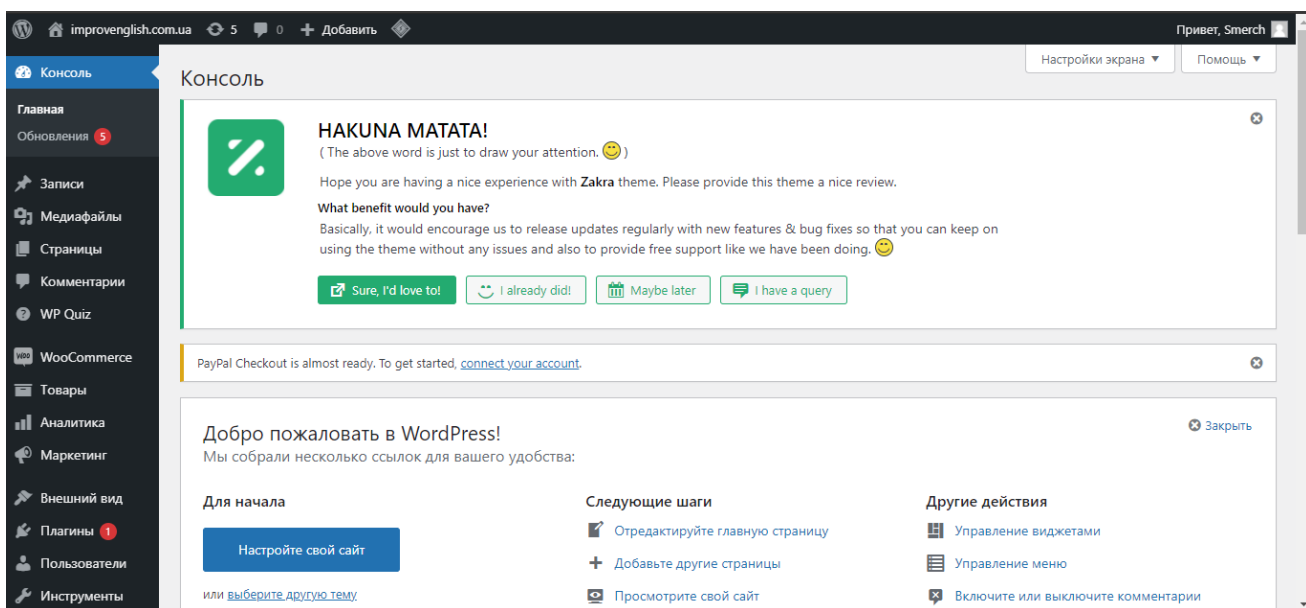 improvenglish.com.ua 5 0 + Добавить Привет, Smerch
Консоль
Главная
Обновления 5
Записи
Медиафайлы
Страницы
Комментарии
WP Quiz
WooCommerce
Товары
Аналитика
Маркетинг
Внешний вид
Плагины 1
Пользователи
Инструменты
Настройки экрана ▼ Помощь ▼
Консоль
HAKUNA MATATA!
( The above word is just to draw your attention. )
Hope you are having a nice experience with Zakra theme. Please provide this theme a nice review.
What benefit would you have?
Basically, it would encourage us to release updates regularly with new features & bug fixes so that you can keep on
using the theme without any issues and also to provide free support like we have been doing.
Sure, I'd love to! I already did! Maybe later I have a query
PayPal Checkout is almost ready. To get started, connect your account.
Закрыть
Добро пожаловать в WordPress!
Мы собрали несколько ссылок для вашего удобства:
Для начала
Настройте свой сайт
или выберите другую тему
Следующие шаги
Отредактируйте главную страницу
Добавьте другие страницы
Просмотрите свой сайт
Другие действия
Управление виджетами
Управление меню
Включите или выключите комментарии